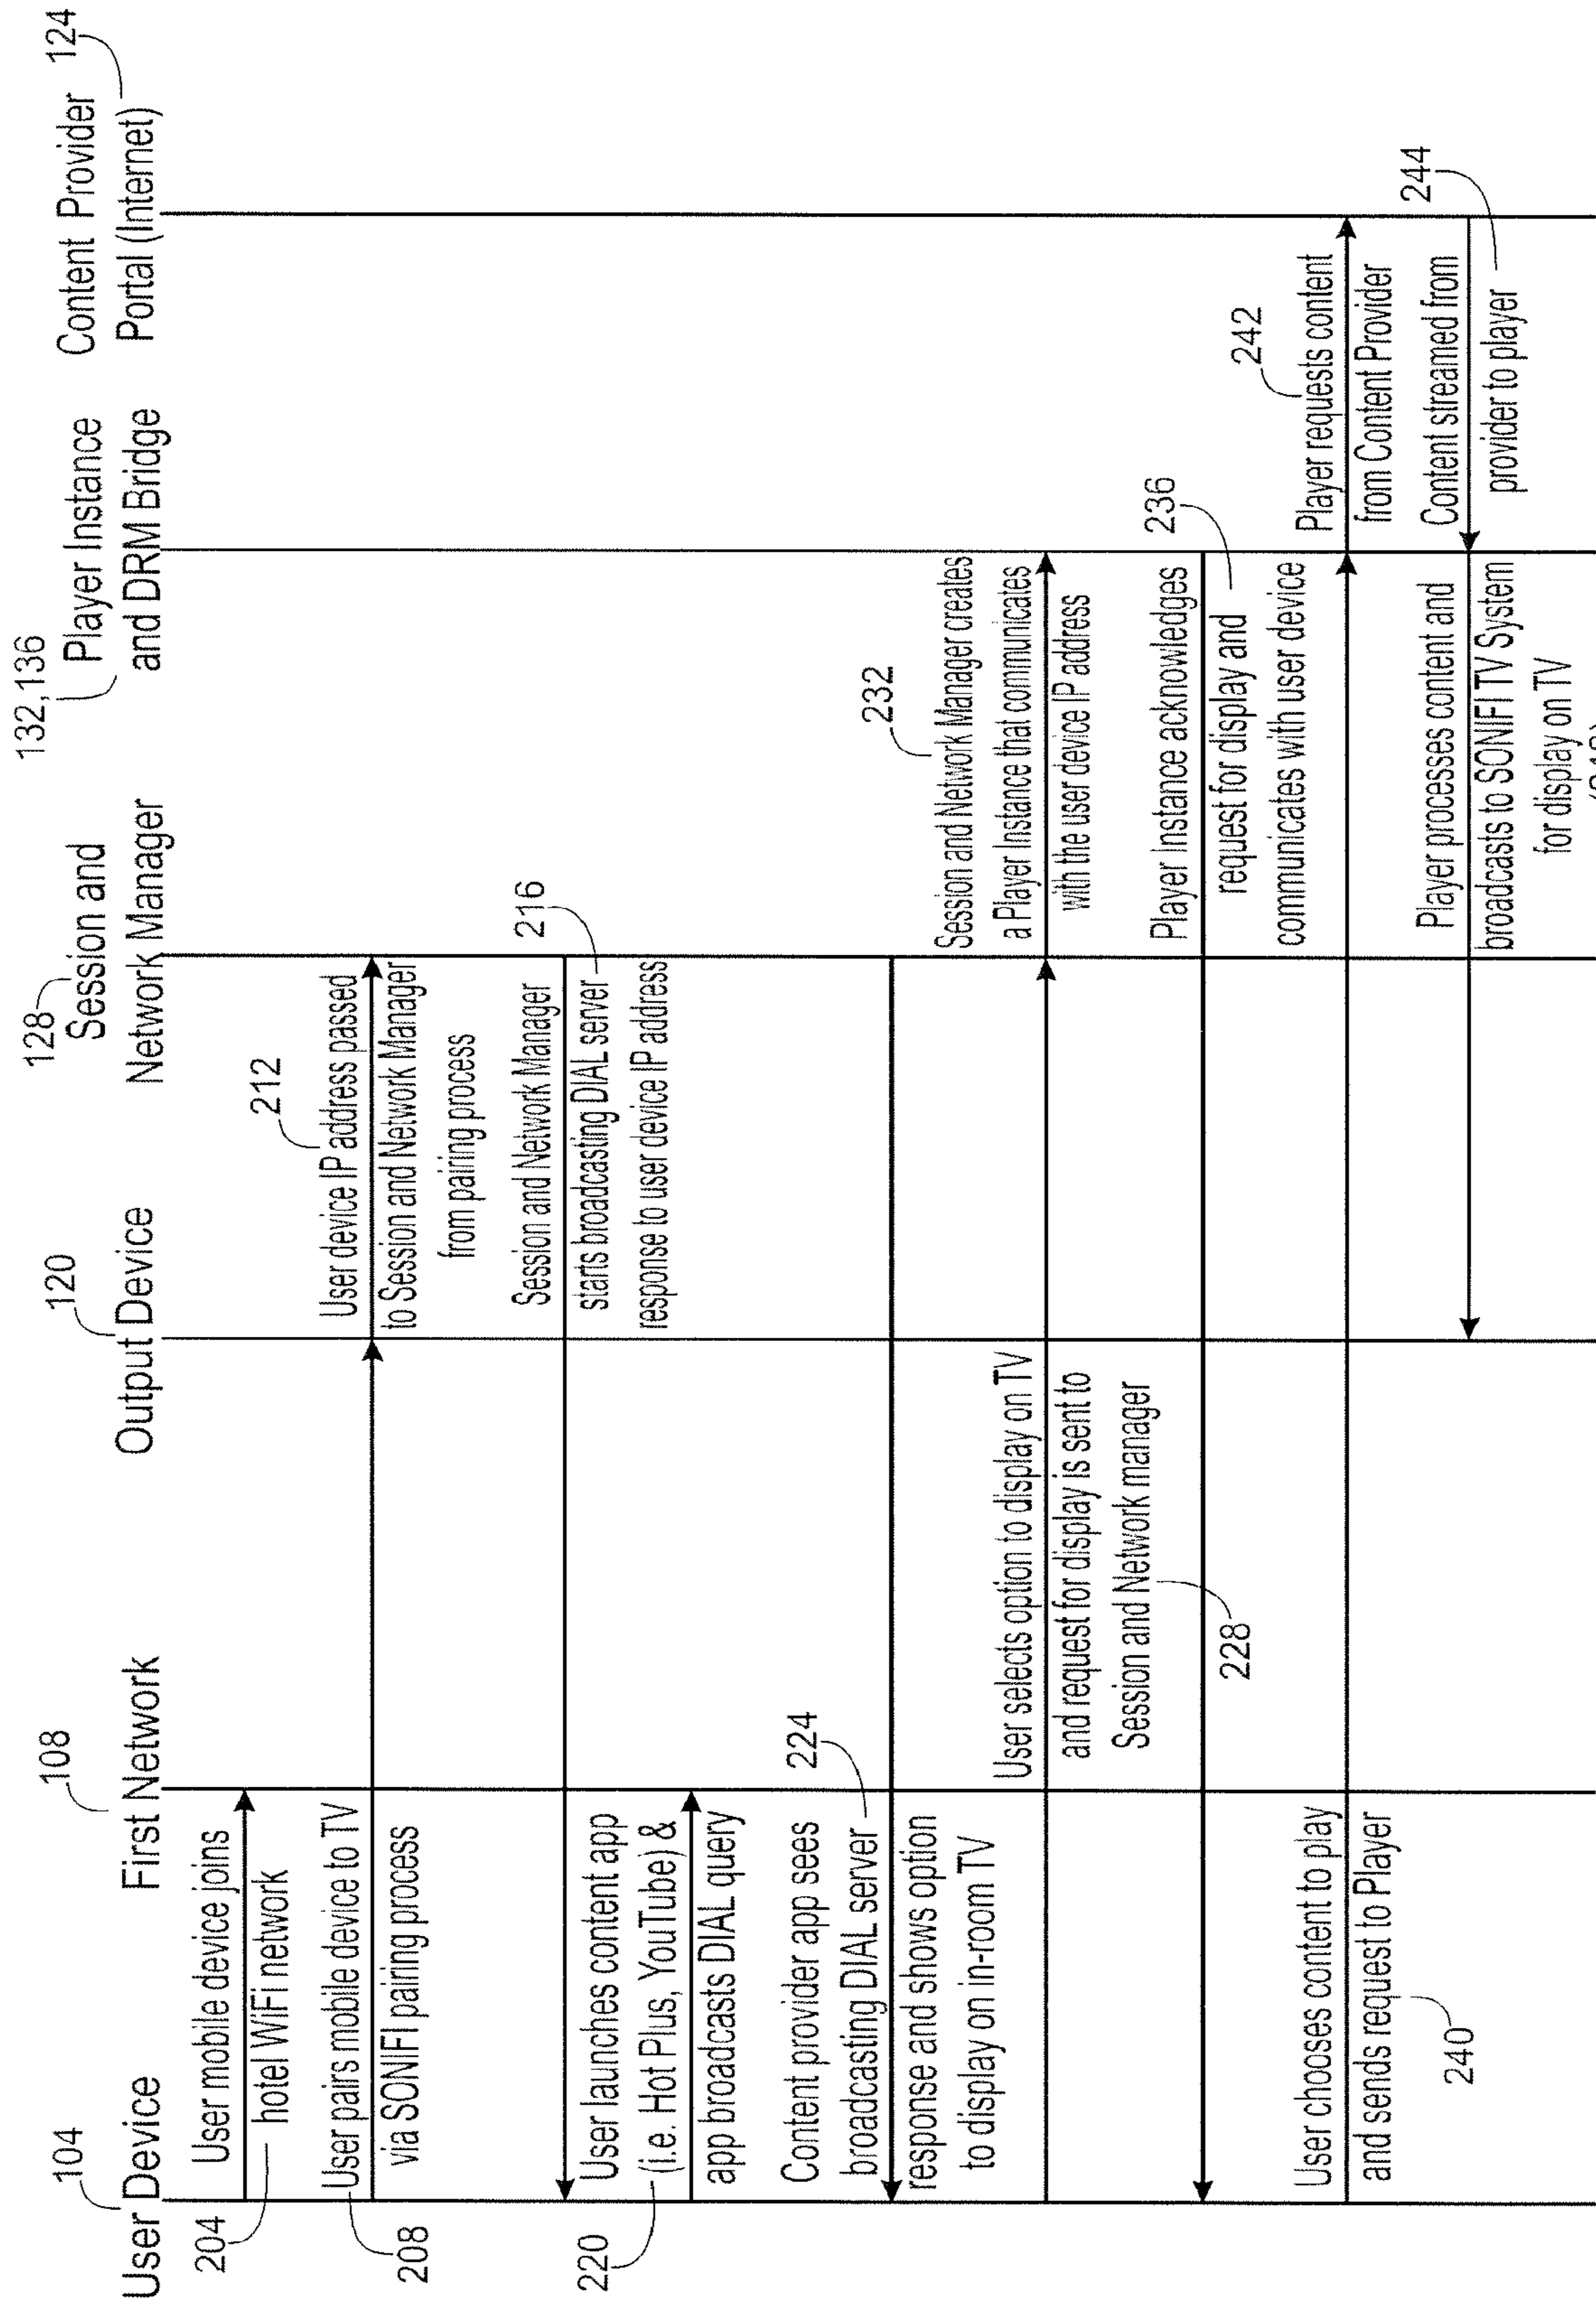 104
User Device
108
First Network
120
Output Device
128
Session and
Network Manager
132,136
Player Instance
and DRM Bridge
Content Provider
Portal (Internet)
124
204
User mobile device joins
hotel WiFi network
208
User pairs mobile device to TV
via SONIFI pairing process
212
User device IP address passed
to Session and Network Manager
from pairing process
216
Session and Network Manager
starts broadcasting DIAL server
response to user device IP address
220
User launches content app
(i.e. Hot Plus, YouTube) &
app broadcasts DIAL query
224
Content provider app sees
broadcasting DIAL server
response and shows option
to display on in-room TV
User selects option to display on TV
and request for display is sent to
Session and Network manager
228
232
Session and Network Manager creates
a Player Instance that communicates
with the user device IP address
Player Instance acknowledges
request for display and
communicates with user device
236
User chooses content to play
and sends request to Player
240
242
Player requests content
from Content Provider
Content streamed from
provider to player
244
Player processes content and
broadcasts to SONIFI TV System
for display on TV